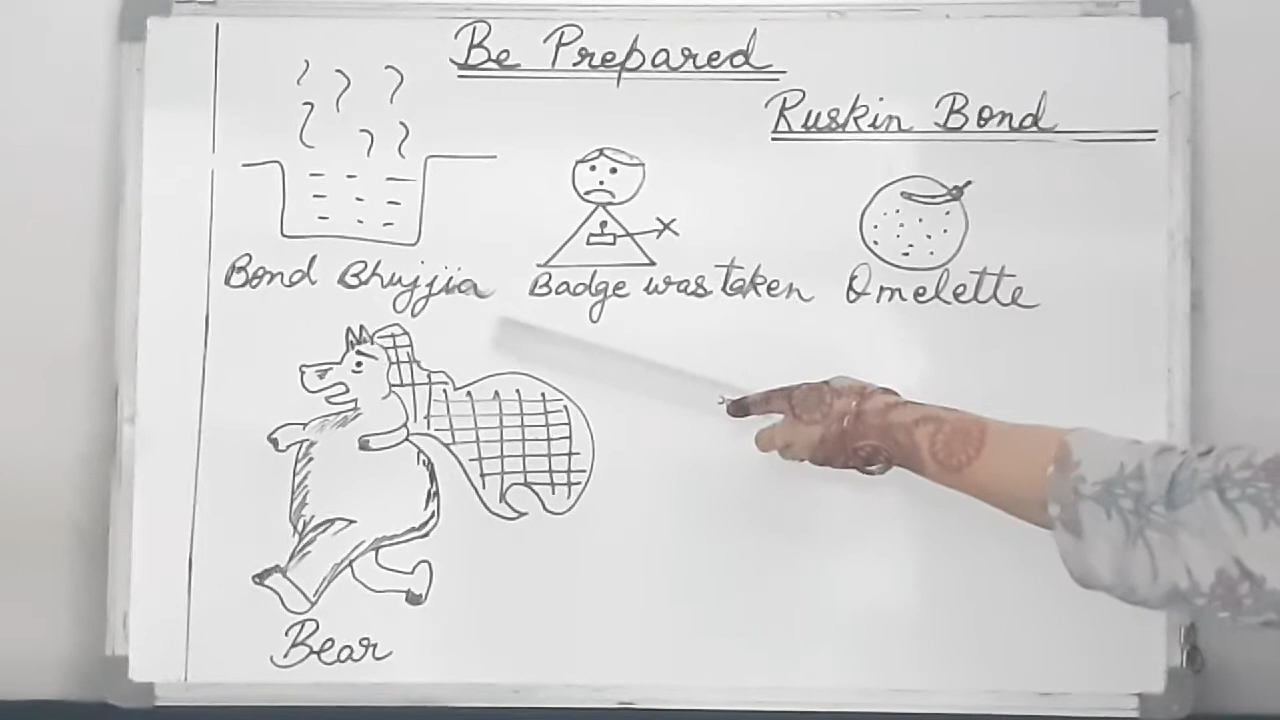 Be Prepared
Ruskin Bond
Bond Bhujjia
Badge was taken
Omelette
Bear